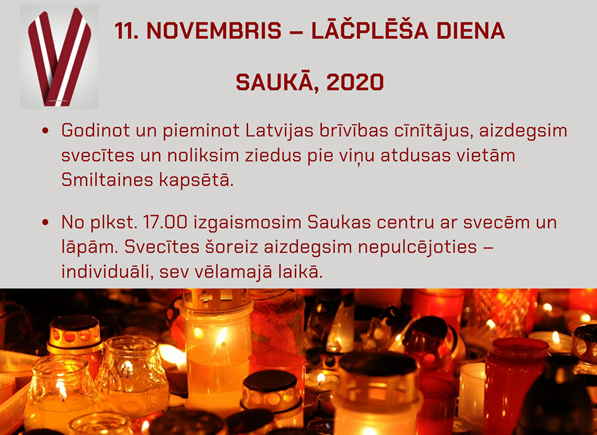 11. NOVEMBRIS – LĀČPLĒŠA DIENA
SAUKĀ, 2020
• Godinot un pieminot Latvijas brīvības cīnītājus, aizdegsim
svecītes un noliksim ziedus pie viņu atdusas vietām
Smiltaines kapsētā.
• No plkst. 17.00 izgaismosim Saukas centru ar svecēm un
lāpām. Svecītes šoreiz aizdegsim nepulcējoties –
individuāli, sev vēlamajā laikā.